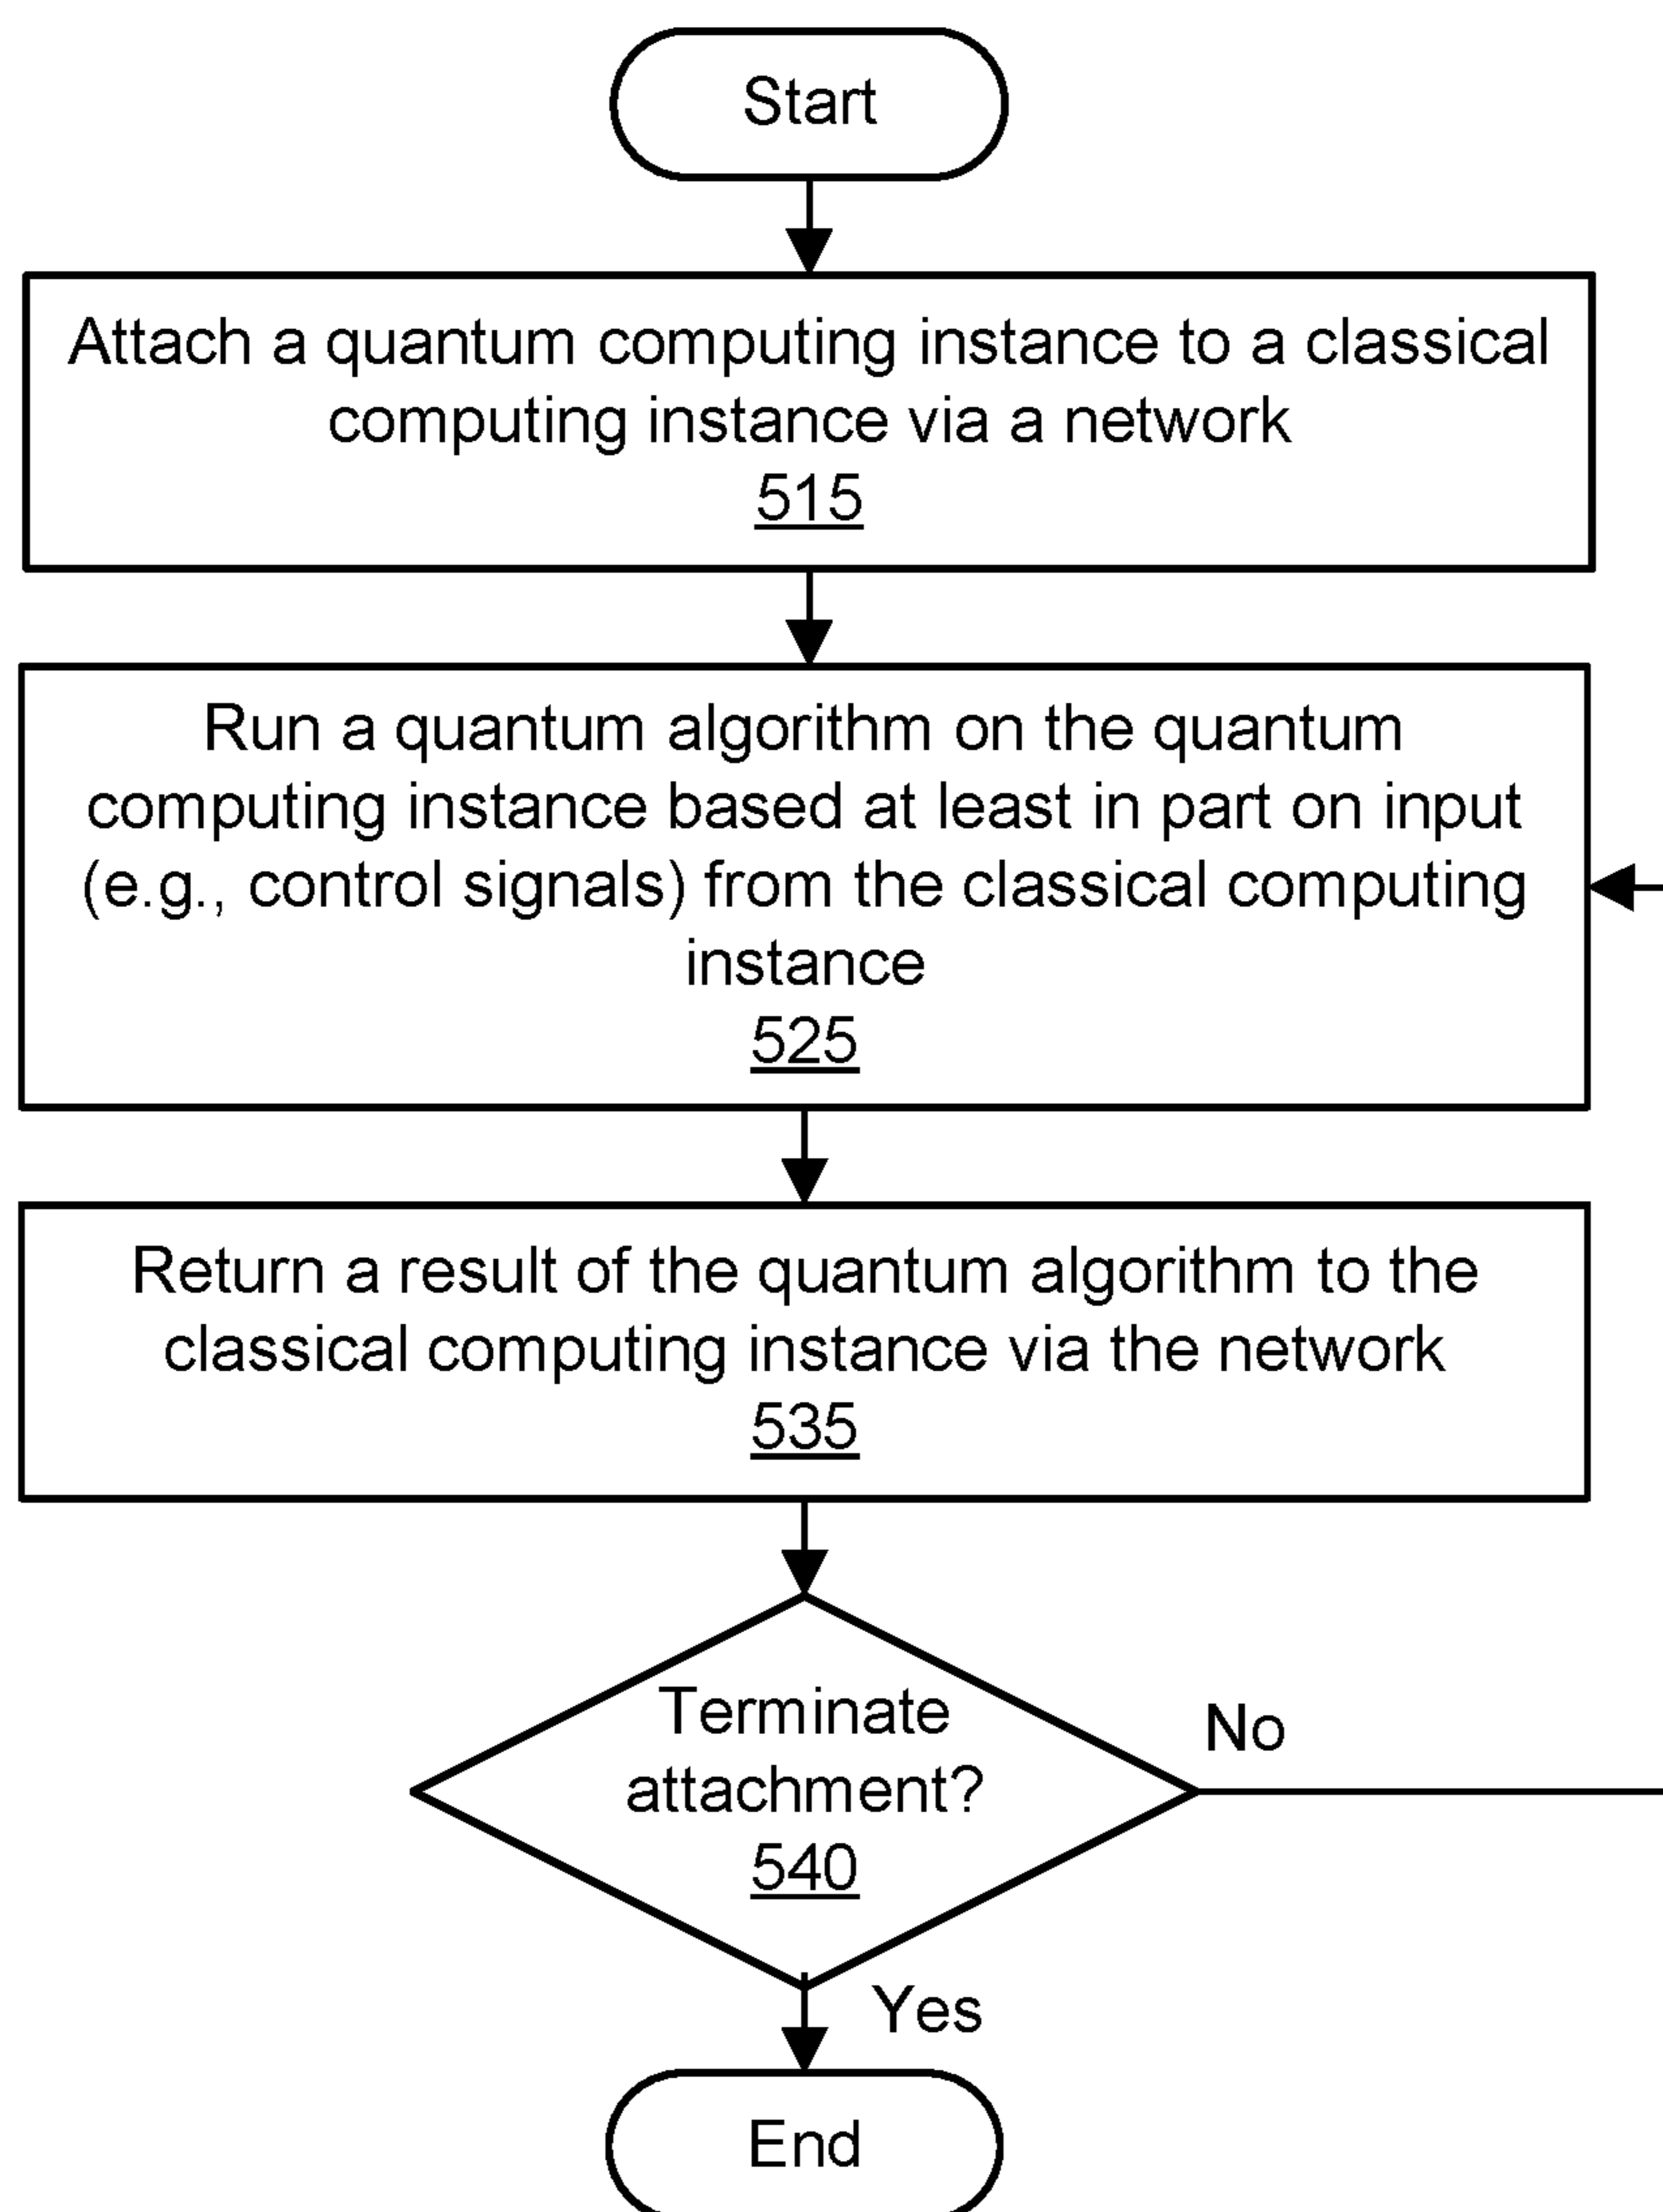 Start
Attach a quantum computing instance to a classical
computing instance via a network
515
Run a quantum algorithm on the quantum
computing instance based at least in part on input
(e.g., control signals) from the classical computing
instance
525
Return a result of the quantum algorithm to the
classical computing instance via the network
535
Terminate
attachment?
540
No
Yes
End